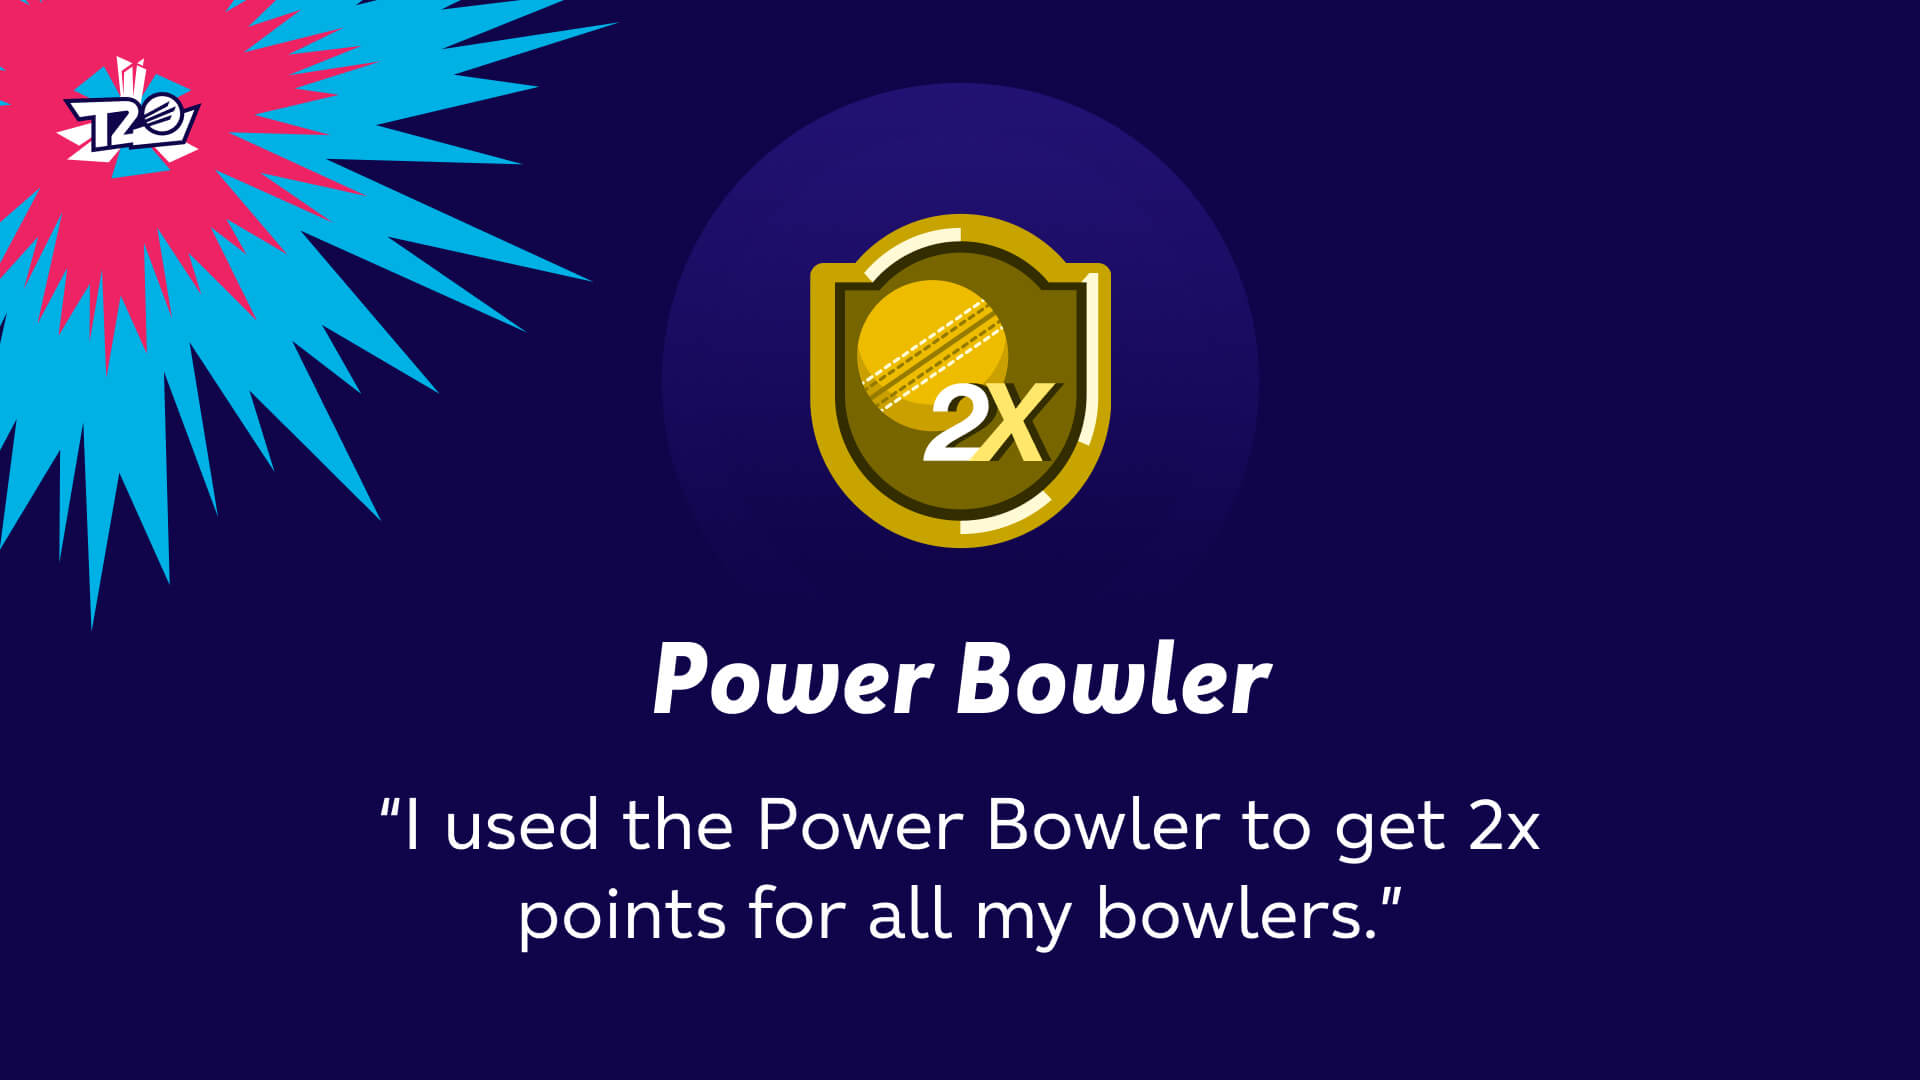 T20
2X
Power Bowler
“I used the Power Bowler to get 2x
points for all my bowlers.”